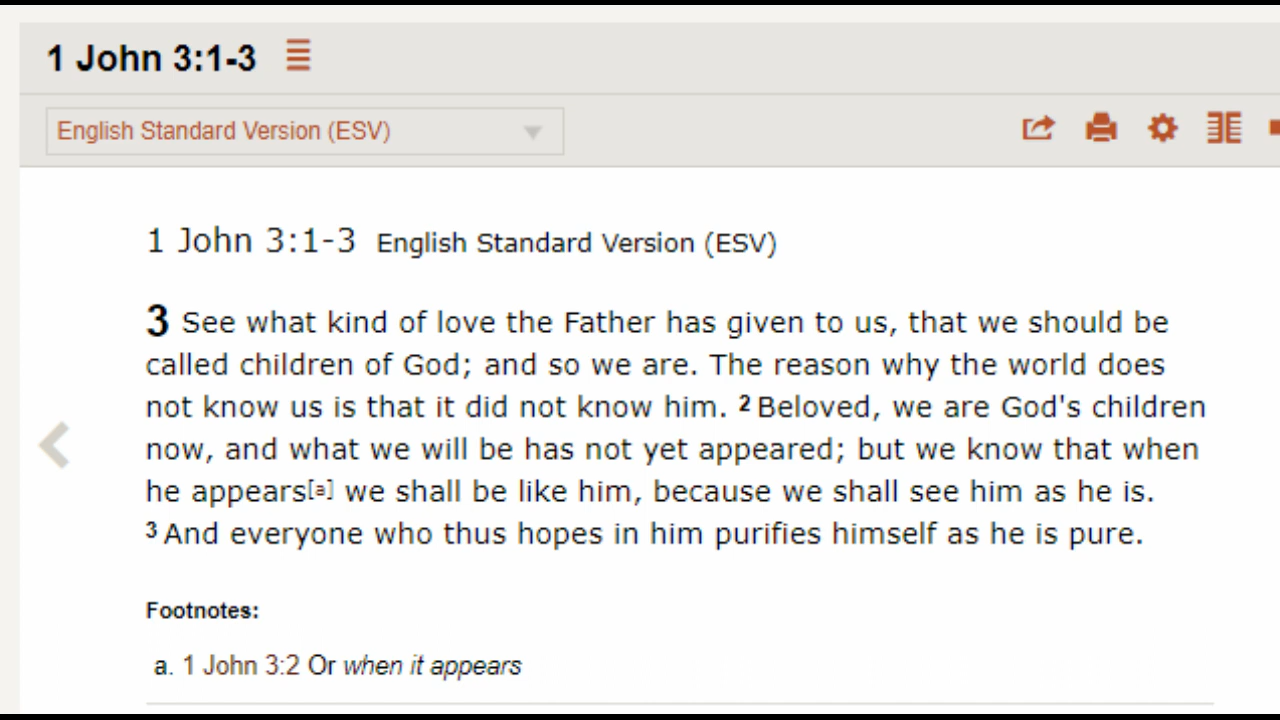 1 John 3:1-3
English Standard Version (ESV)
1 John 3:1-3 English Standard Version (ESV)
3 See what kind of love the Father has given to us, that we should be
called children of God; and so we are. The reason why the world does
not know us is that it did not know him. 2 Beloved, we are God's children
now, and what we will be has not yet appeared; but we know that when
he appears[a] we shall be like him, because we shall see him as he is.
3 And everyone who thus hopes in him purifies himself as he is pure.
Footnotes:
a. 1 John 3:2 Or when it appears